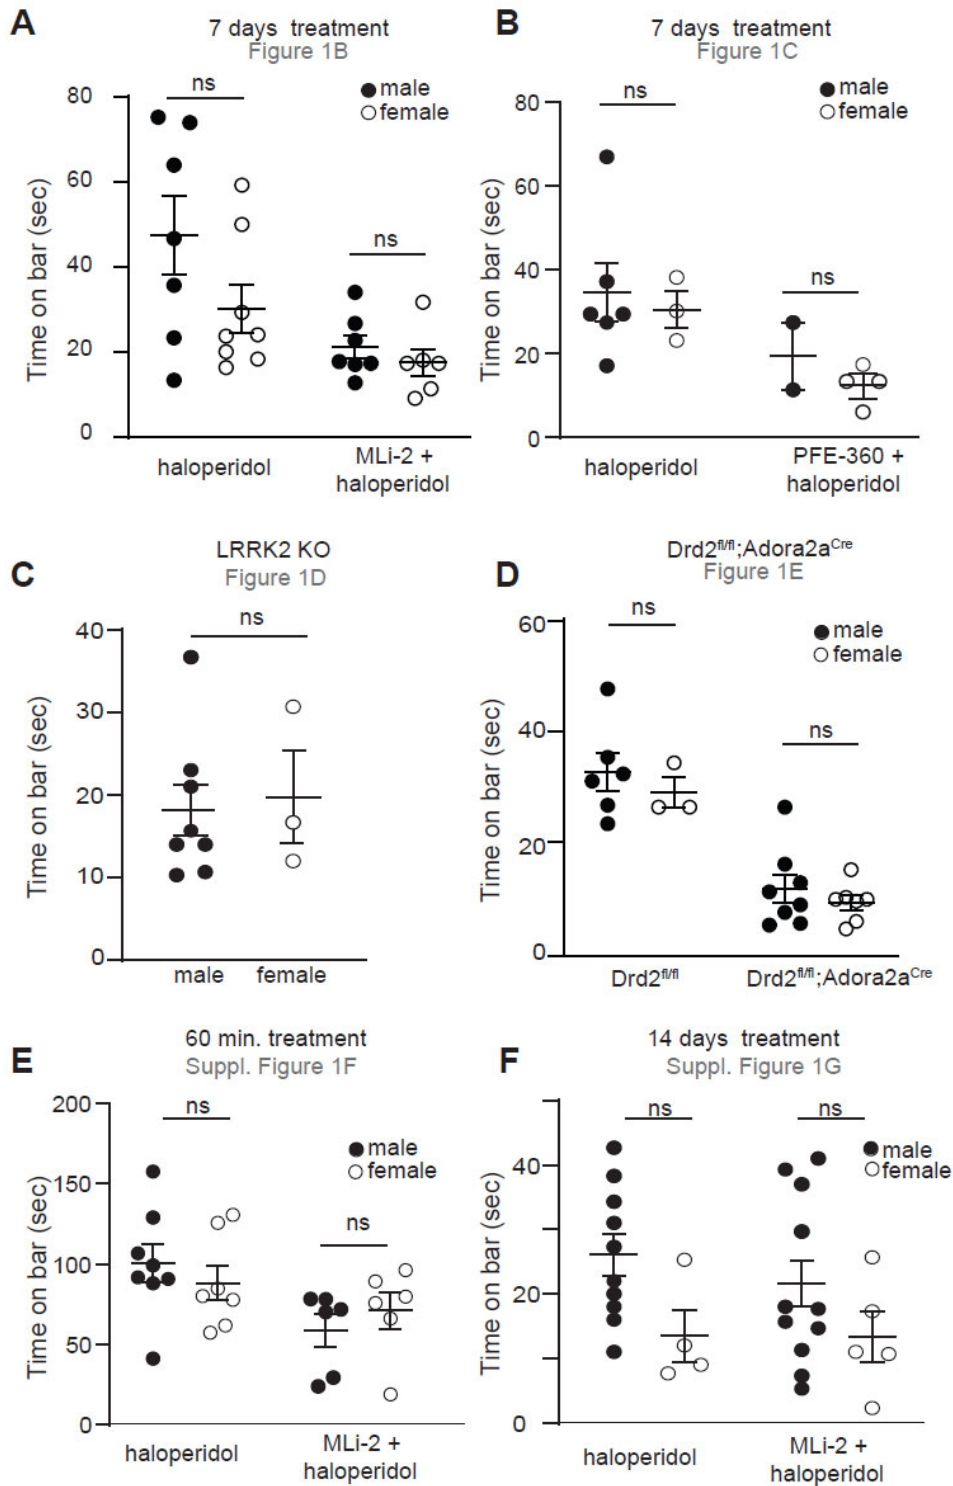 A
7 days treatment
Figure 1B
ns
male
female
ns
Time on bar (sec)
80
60
40
20
0
haloperidol
MLi-2 +
haloperidol
B
7 days treatment
Figure 1C
ns
male
female
ns
Time on bar (sec)
80
60
40
20
0
haloperidol
PFE-360 +
haloperidol
C
LRRK2 KO
Figure 1D
ns
Time on bar (sec)
40
30
20
10
0
male female
D
Drd2fl/fl;Adora2aCre
Figure 1E
ns
male
female
ns
Time on bar (sec)
60
40
20
0
Drd2fl/fl
Drd2fl/fl;Adora2aCre
E
60 min. treatment
Suppl. Figure 1F
ns
male
female
ns
Time on bar (sec)
200
150
100
50
0
haloperidol
MLi-2 +
haloperidol
F
14 days treatment
Suppl. Figure 1G
ns
ns
male
female
Time on bar (sec)
40
20
0
haloperidol
MLi-2 +
haloperidol